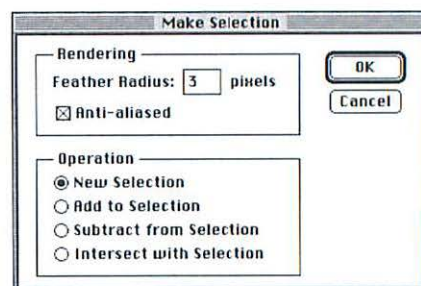 Make Selection
Rendering
Feather Radius: 3 pixels
Anti-aliased
OK
Cancel
Operation
New Selection
Add to Selection
Subtract from Selection
Intersect with Selection